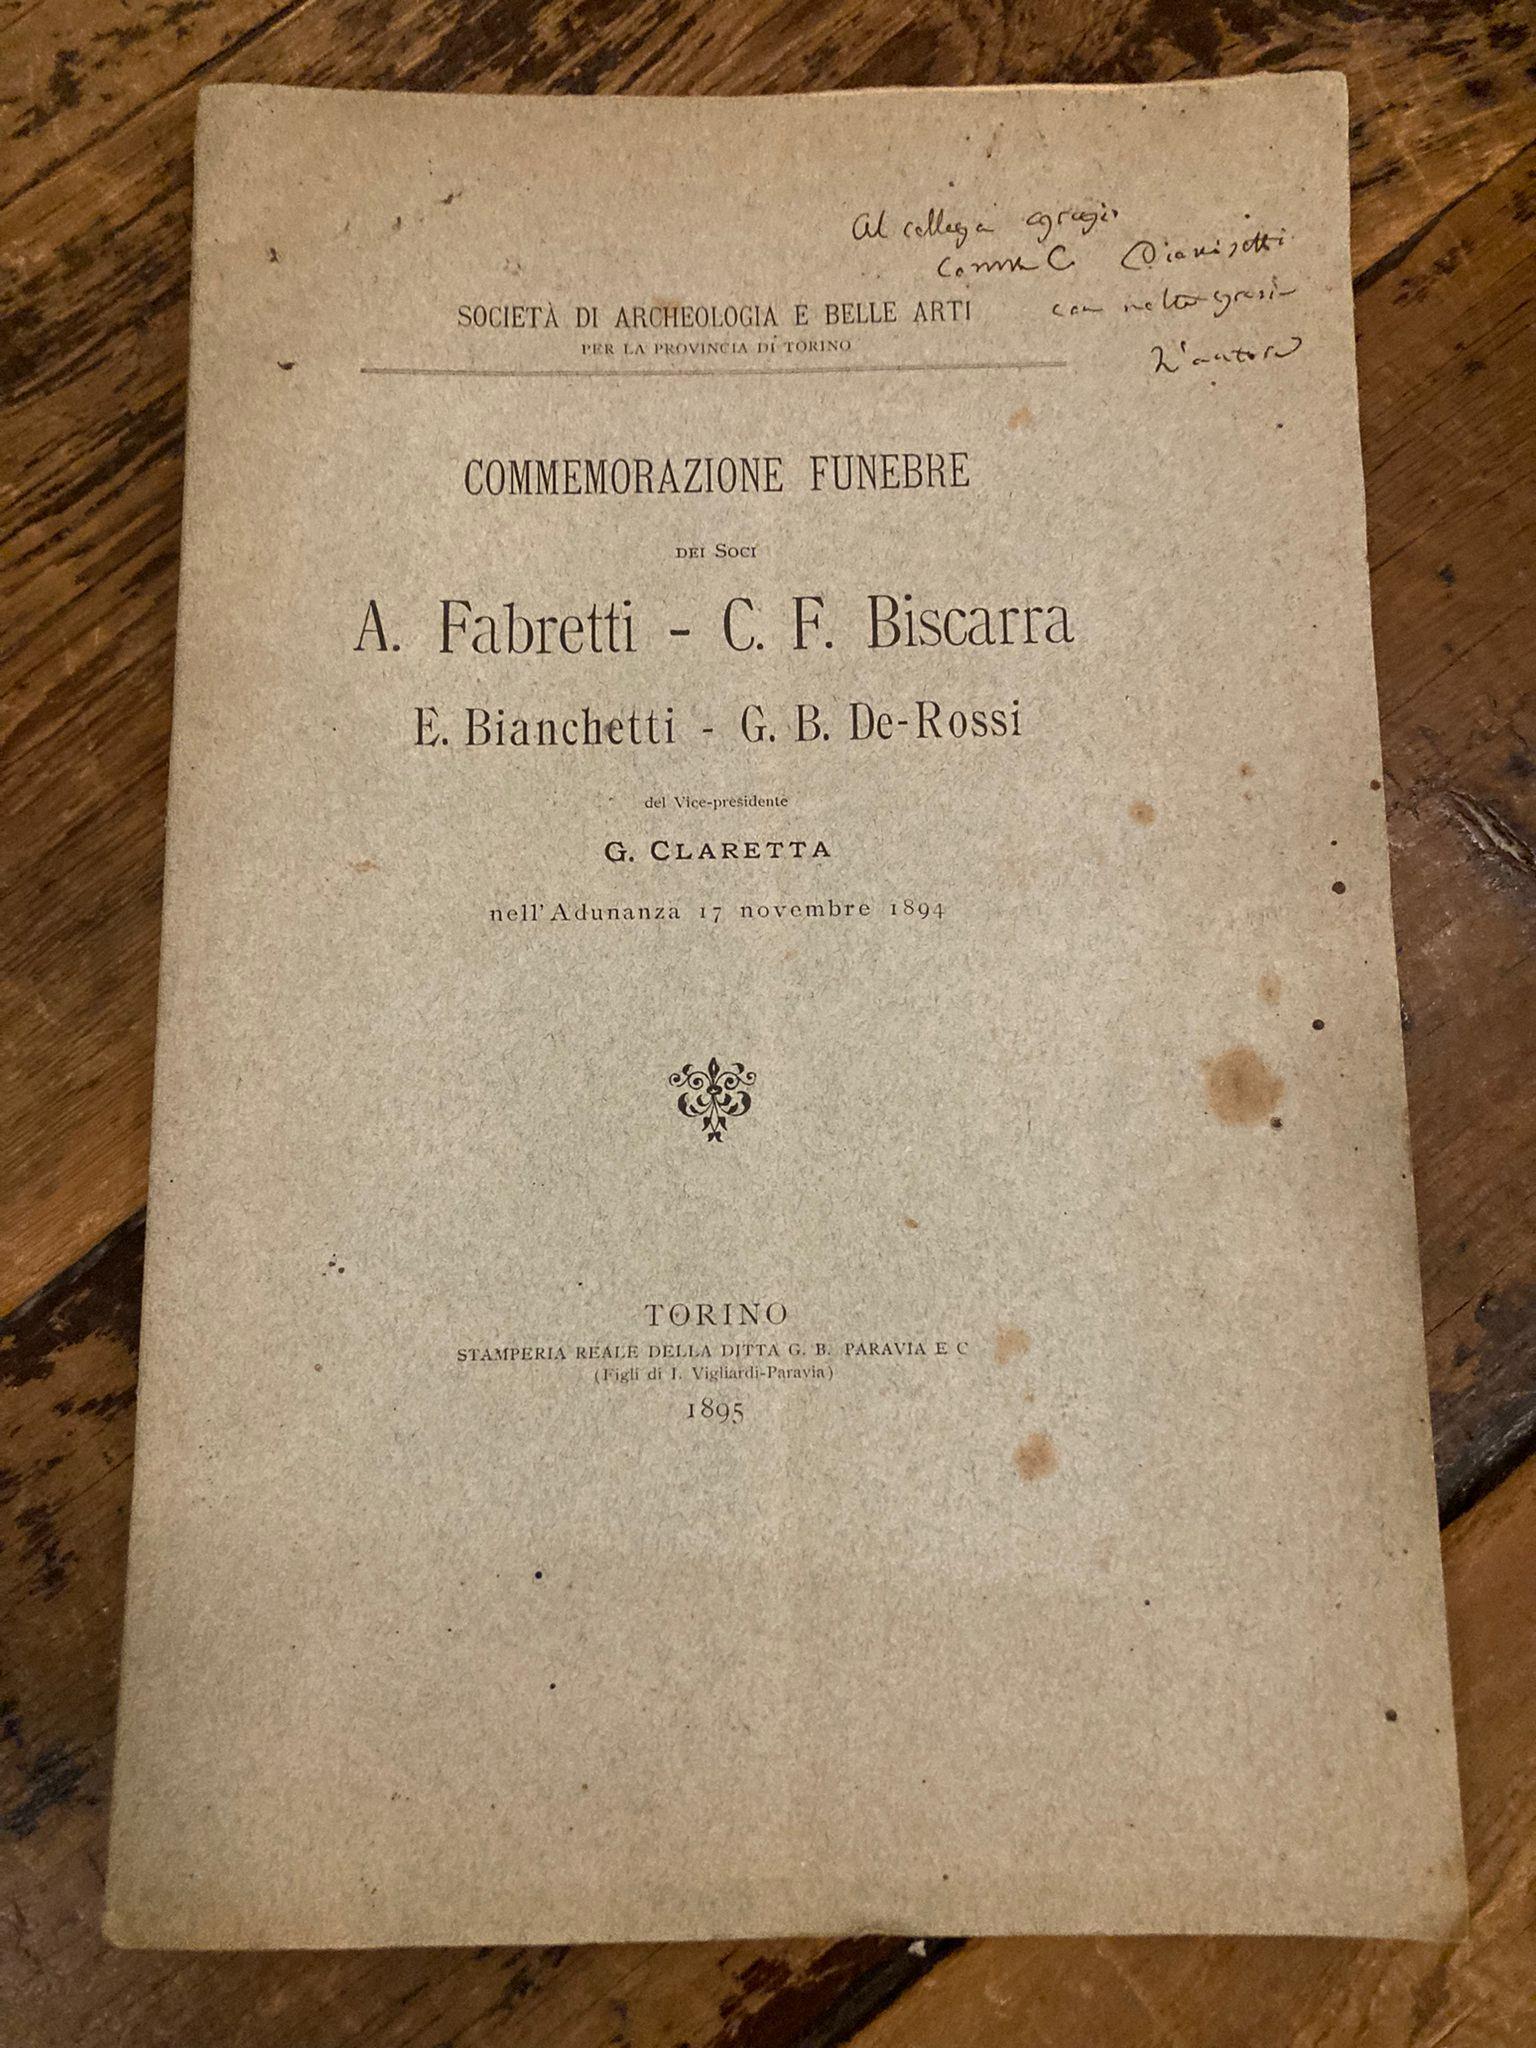 Al collega egregio
Comm C. Dionisotti
con molta
L'autore
SOCIETÀ DI ARCHEOLOGIA E BELLE ARTI
PER LA PROVINCIA DI TORINO
COMMEMORAZIONE FUNEBRE
DEI SOCI
A. Fabretti - C. F. Biscarra
E. Bianchetti - G. B. De-Rossi
del Vice-presidente
G. CLARETTA
nell'Adunanza 17 novembre 1894
TORINO
STAMPERIA REALE DELLA DITTA G. B. PARAVIA E C
(Figli di I. Vigliardi-Paravia)
1895